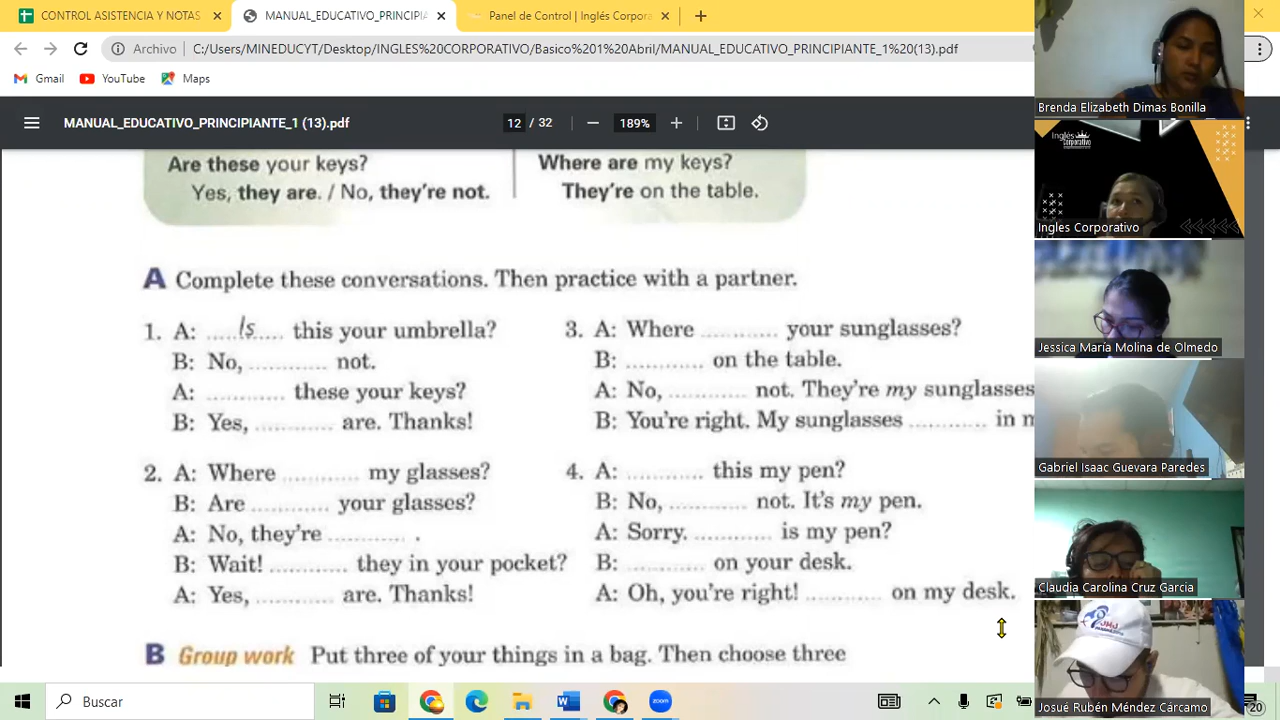 CONTROL ASISTENCIA Y NOTAS
MANUAL_EDUCATIVO_PRINCIPIA
Panel de Control | Inglés Corpora
Archivo
C:/Users/MINEDUCYT/Desktop/INGLES%20CORPORATIVO/Basico%201%20Abril/MANUAL_EDUCATIVO_PRINCIPIANTE_1%20(13).pdf
Gmail YouTube Maps
MANUAL_EDUCATIVO_PRINCIPIANTE_1 (13).pdf
12 / 32
189%
Are these your keys?
Yes, they are. / No, they're not.
Where are my keys?
They're on the table.
A Complete these conversations. Then practice with a partner.
1. A: ....Is.... this your umbrella?
B: No, ............ not.
A: ............ these your keys?
B: Yes, ............ are. Thanks!
2. A: Where ............ my glasses?
B: Are ............ your glasses?
A: No, they're ............ .
B: Wait! ............ they in your pocket?
A: Yes, ............ are. Thanks!
3. A: Where ............ your sunglasses?
B: ............ on the table.
A: No, ............ not. They're my sunglasses
B: You're right. My sunglasses ............ in m
4. A: ............ this my pen?
B: No, ............ not. It's my pen.
A: Sorry. ............ is my pen?
B: ............ on your desk.
A: Oh, you're right! ............ on my desk.
B Group work Put three of your things in a bag. Then choose three
Brenda Elizabeth Dimas Bonilla
Inglés
Corporativo
Ingles Corporativo
Jessica María Molina de Olmedo
Gabriel Isaac Guevara Paredes
Claudia Carolina Cruz Garcia
JMJ
Josué Rubén Méndez Cárcamo
Buscar
zoom
20